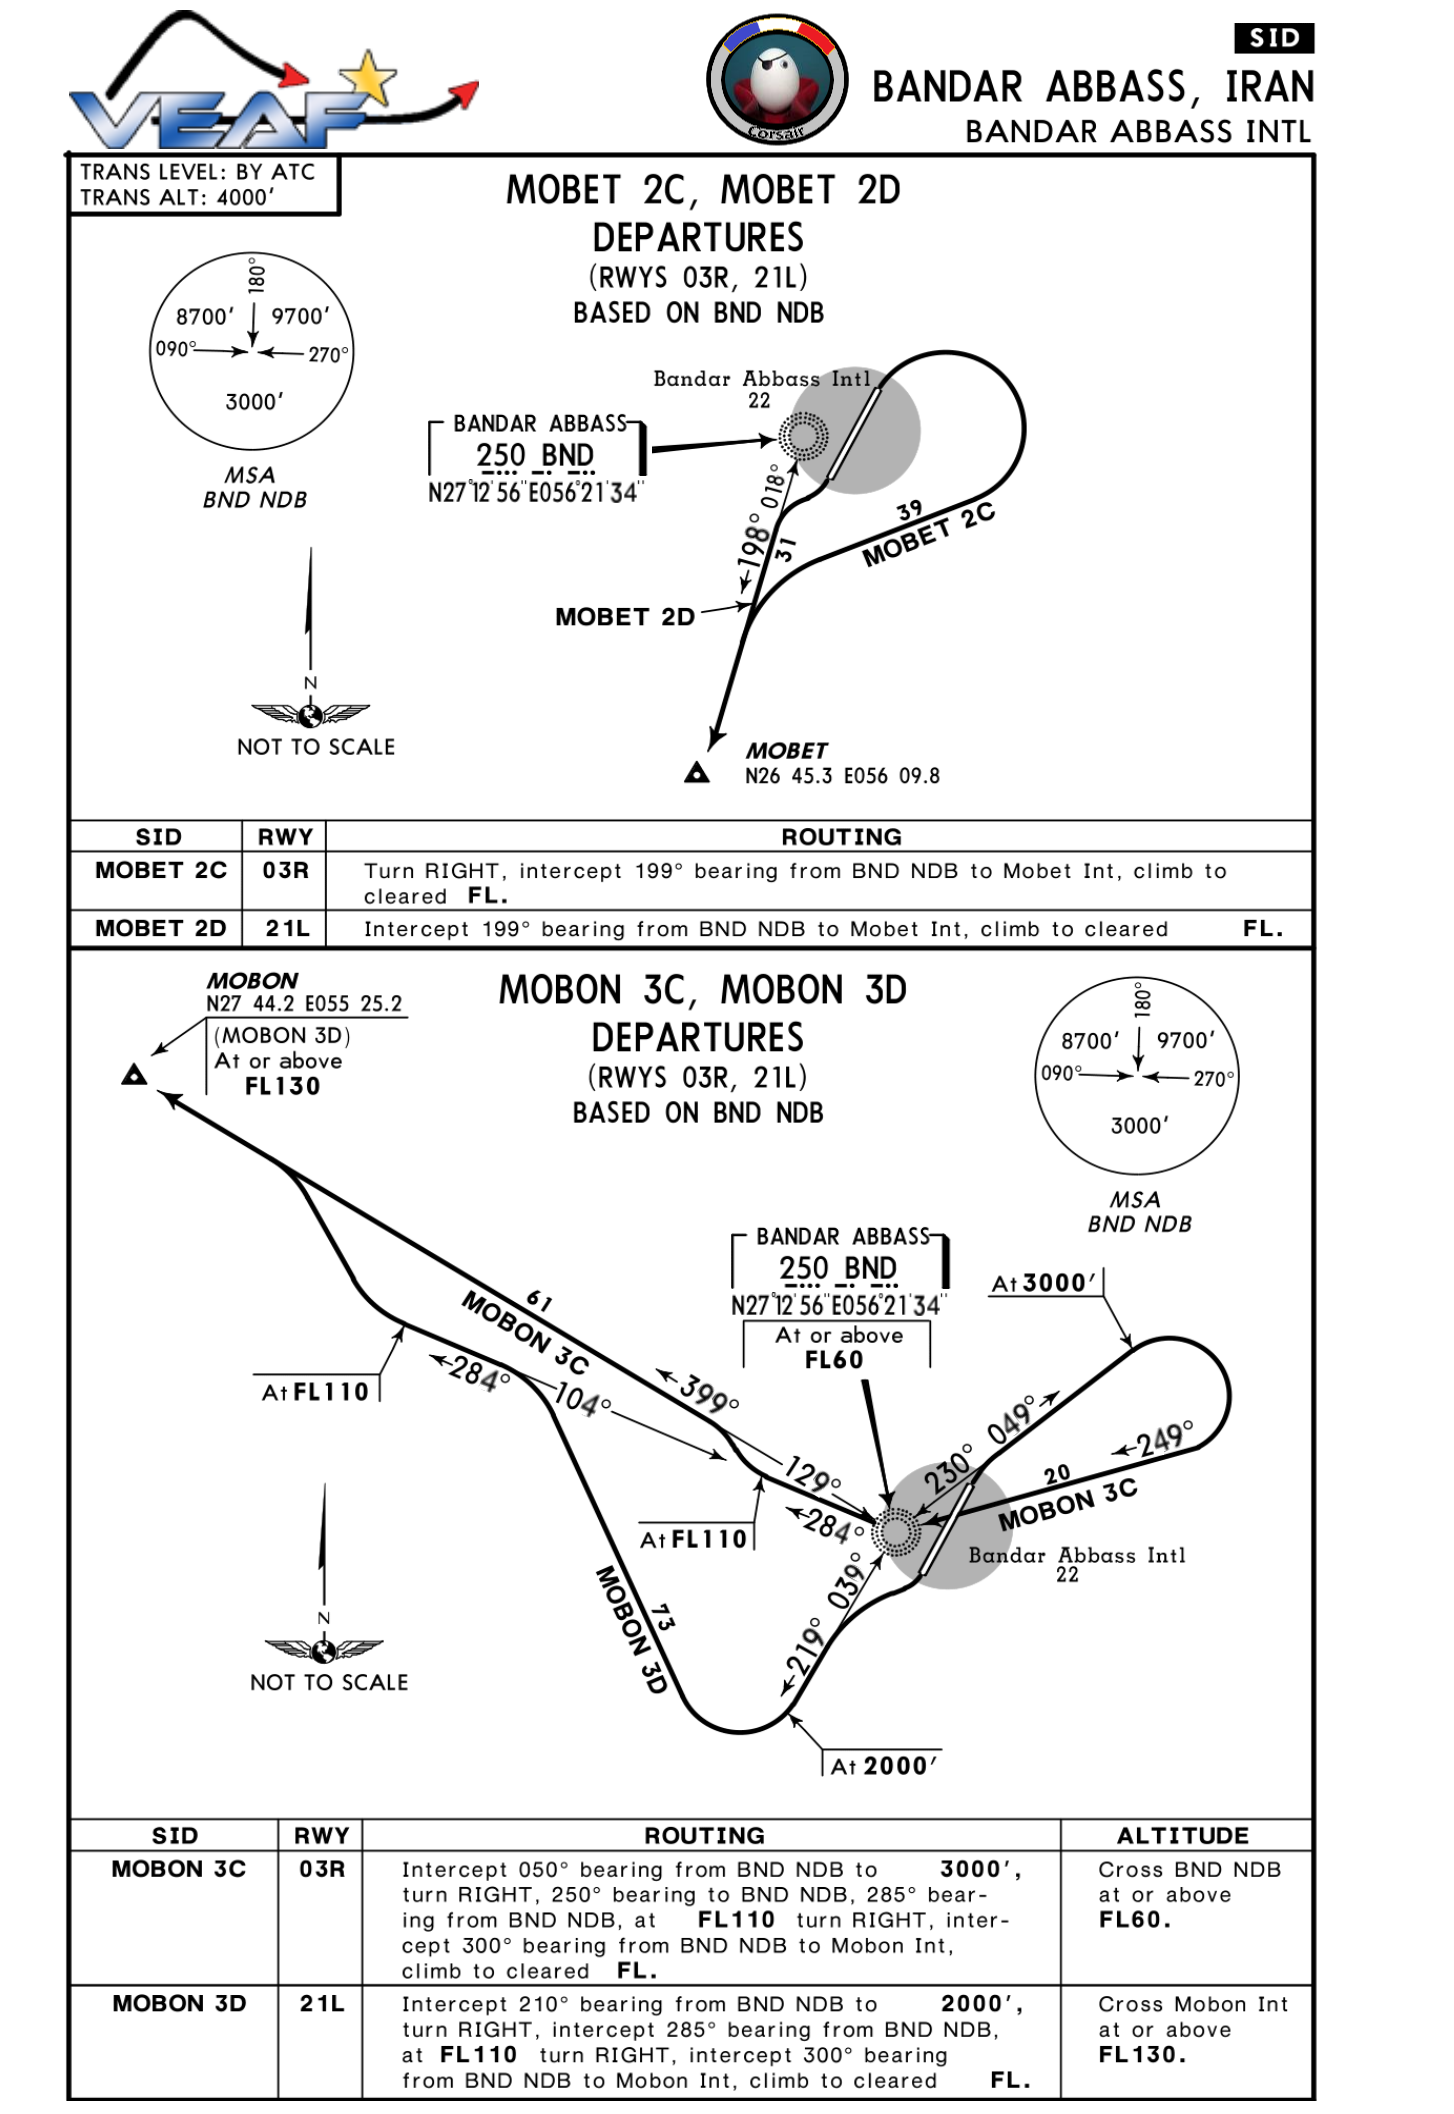 VEAF
Corsair
SID
BANDAR ABBASS, IRAN
BANDAR ABBASS INTL
TRANS LEVEL: BY ATC
TRANS ALT: 4000'
MOBET 2C, MOBET 2D
DEPARTURES
(RWYS 03R, 21L)
BASED ON BND NDB
180°
8700' 9700'
090° 270°
3000'
MSA
BND NDB
Bandar Abbass Intl
22
BANDAR ABBASS
250 BND
N27°12'56"E056°21'34"
018°
198°
31
39
MOBET 2C
MOBET 2D
N
NOT TO SCALE
MOBET
N26 45.3 E056 09.8
SID RWY ROUTING
MOBET 2C 03R Turn RIGHT, intercept 199° bearing from BND NDB to Mobet Int, climb to
cleared FL.
MOBET 2D 21L Intercept 199° bearing from BND NDB to Mobet Int, climb to cleared FL.
MOBON
N27 44.2 E055 25.2
(MOBON 3D)
At or above
FL130
MOBON 3C, MOBON 3D
DEPARTURES
(RWYS 03R, 21L)
BASED ON BND NDB
180°
8700' 9700'
090° 270°
3000'
MSA
BND NDB
BANDAR ABBASS
250 BND
N27°12'56"E056°21'34"
At or above
FL60
At 3000'
61
MOBON 3C
At FL110
284°
104°
399°
129°
284°
At FL110
230°
049°
249°
20
MOBON 3C
Bandar Abbass Intl
22
039°
219°
73
MOBON 3D
At 2000'
N
NOT TO SCALE
SID RWY ROUTING ALTITUDE
MOBON 3C 03R Intercept 050° bearing from BND NDB to 3000', Cross BND NDB
turn RIGHT, 250° bearing to BND NDB, 285° bear- at or above
ing from BND NDB, at FL110 turn RIGHT, inter- FL60.
cept 300° bearing from BND NDB to Mobon Int,
climb to cleared FL.
MOBON 3D 21L Intercept 210° bearing from BND NDB to 2000', Cross Mobon Int
turn RIGHT, intercept 285° bearing from BND NDB, at or above
at FL110 turn RIGHT, intercept 300° bearing FL130.
from BND NDB to Mobon Int, climb to cleared FL.